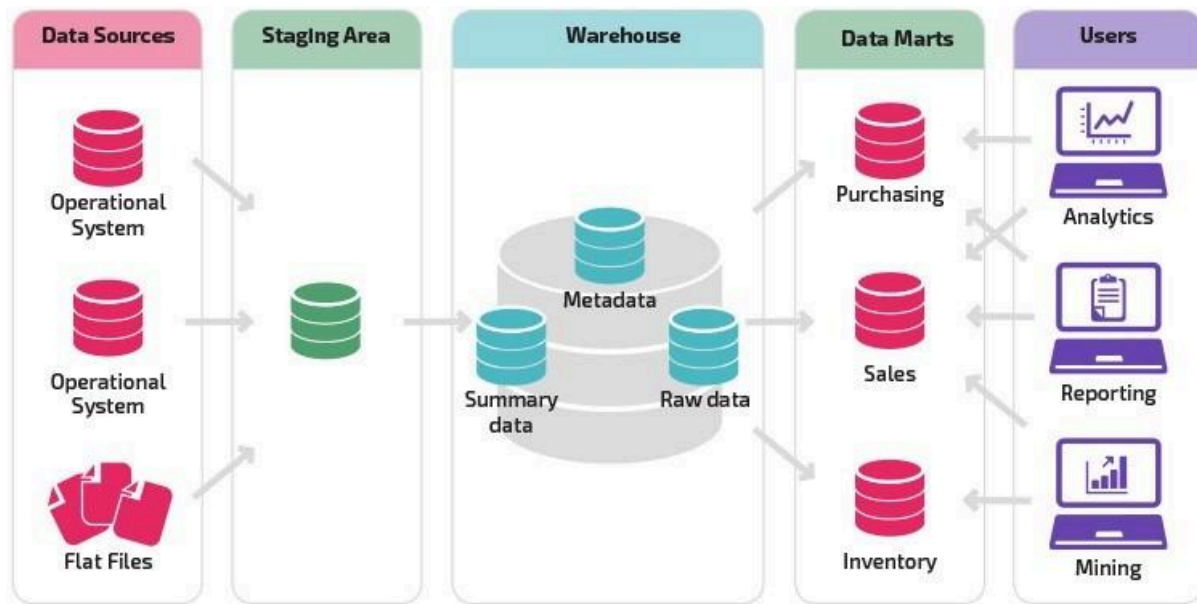 Data Sources
Staging Area
Warehouse
Data Marts
Users
Operational
System
Operational
System
Flat Files
Metadata
Summary
data
Raw data
Purchasing
Sales
Inventory
Analytics
Reporting
Mining